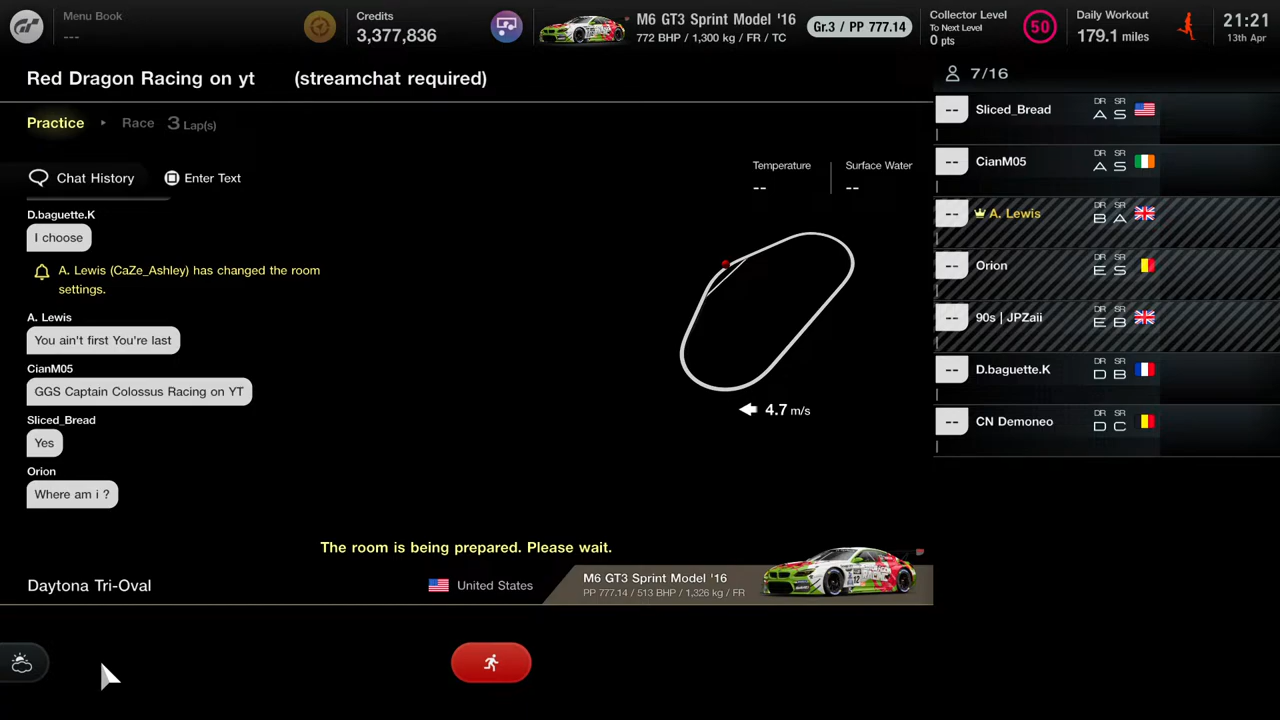 GT
Menu Book
---
Credits
3,377,836
M6 GT3 Sprint Model '16
772 BHP / 1,300 kg / FR / TC
Gr.3 / PP 777.14
Collector Level
To Next Level
0 pts
50
Daily Workout
179.1 miles
21:21
13th Apr
Red Dragon Racing on yt (streamchat required)
7/16
Practice Race 3 Lap(s)
Chat History Enter Text
Temperature
--
Surface Water
--
D.baguette.K
I choose
A. Lewis (CaZe_Ashley) has changed the room
settings.
A. Lewis
You ain't first You're last
CianM05
GGS Captain Colossus Racing on YT
Sliced_Bread
Yes
Orion
Where am i ?
4.7 m/s
The room is being prepared. Please wait.
Daytona Tri-Oval
United States
M6 GT3 Sprint Model '16
PP 777.14 / 513 BHP / 1,326 kg / FR
12
-- Sliced_Bread DR A SR S
-- CianM05 DR A SR S
-- A. Lewis DR B SR A
-- Orion DR E SR S
-- 90s | JPZaii DR E SR B
-- D.baguette.K DR D SR B
-- CN Demoneo DR D SR C